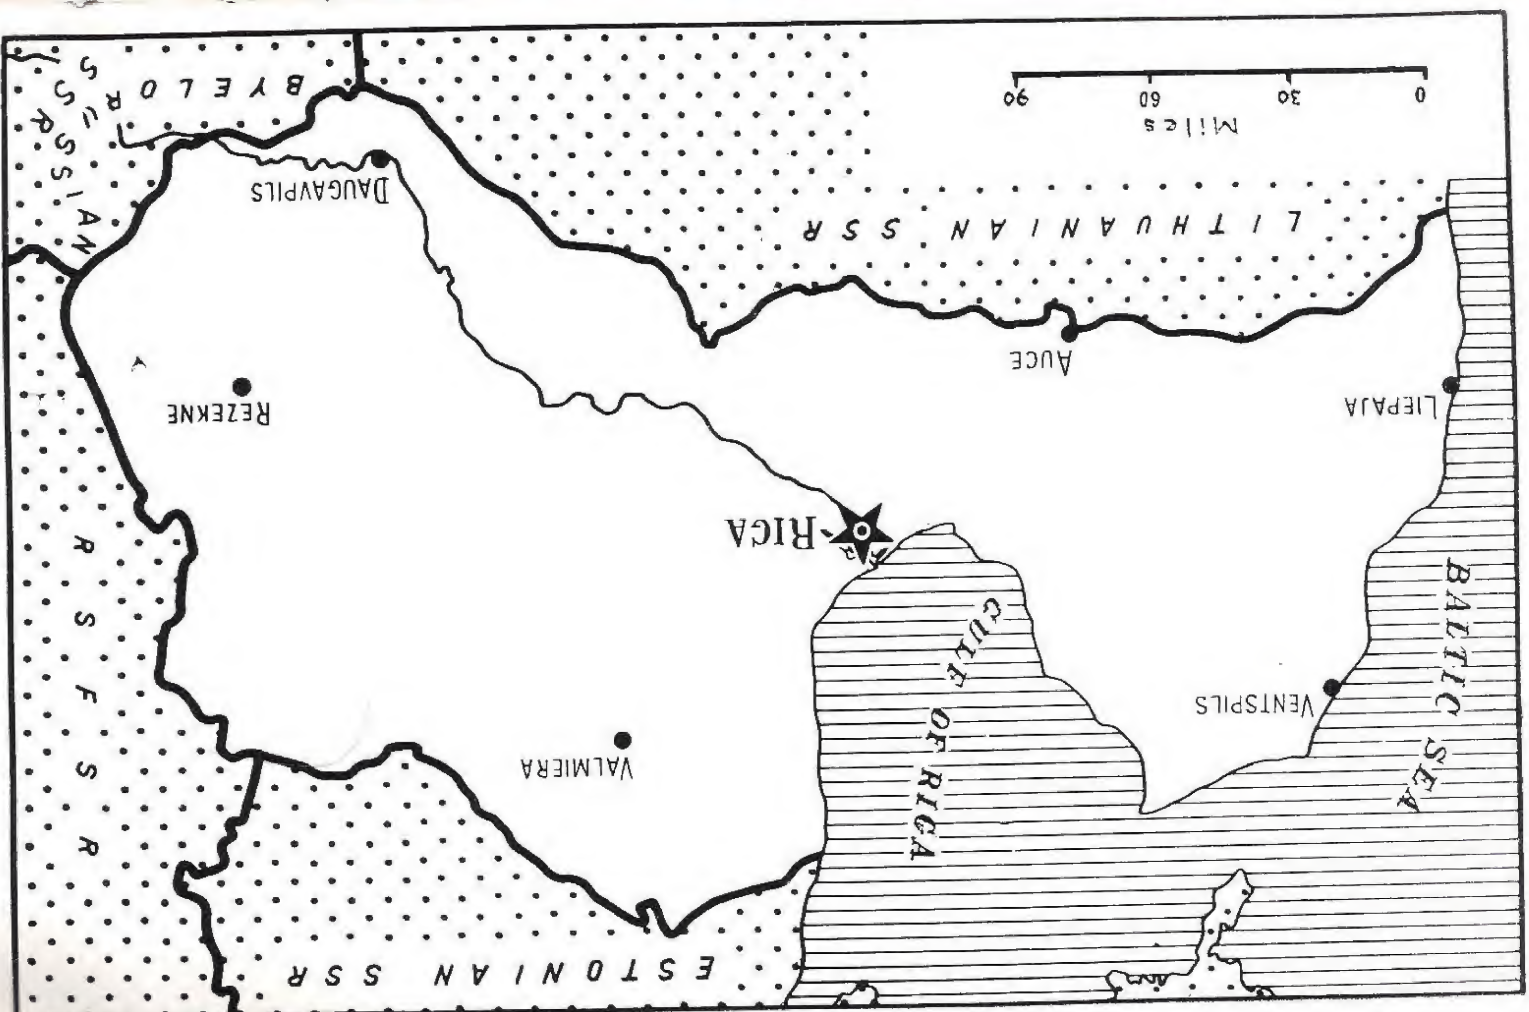 ESTONIAN SSR
BALTIC SEA
GULF OF RIGA
VALMIERA
VENTSPILS
RSFSR
RIGA
REZEKNE
LIEPAJA
AUCE
LITHUANIAN SSR
DAUGAVPILS
BYELORUSSIAN
SSR
Miles
0 30 60 90